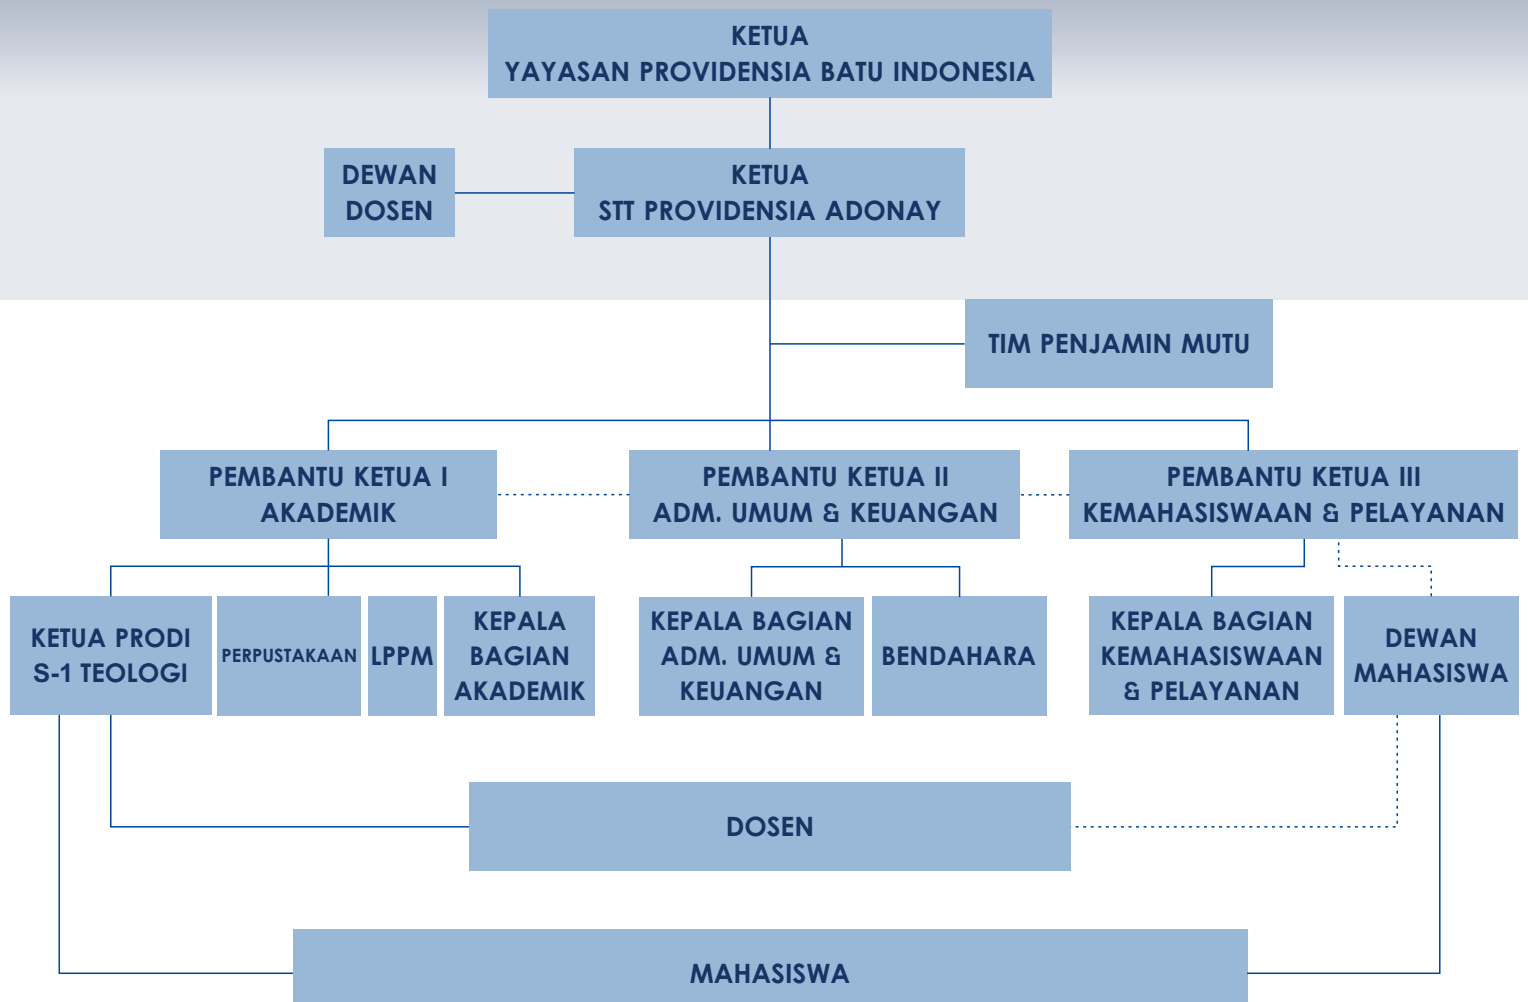 KETUA
YAYASAN PROVIDENSIA BATU INDONESIA
DEWAN
DOSEN
KETUA
STT PROVIDENSIA ADONAY
TIM PENJAMIN MUTU
PEMBANTU KETUA I
AKADEMIK
PEMBANTU KETUA II
ADM. UMUM & KEUANGAN
PEMBANTU KETUA III
KEMAHASISWAAN & PELAYANAN
KETUA PRODI
S-1 TEOLOGI
PERPUSTAKAAN
LPPM
KEPALA
BAGIAN
AKADEMIK
KEPALA BAGIAN
ADM. UMUM &
KEUANGAN
BENDAHARA
KEPALA BAGIAN
KEMAHASISWAAN
& PELAYANAN
DEWAN
MAHASISWA
DOSEN
MAHASISWA